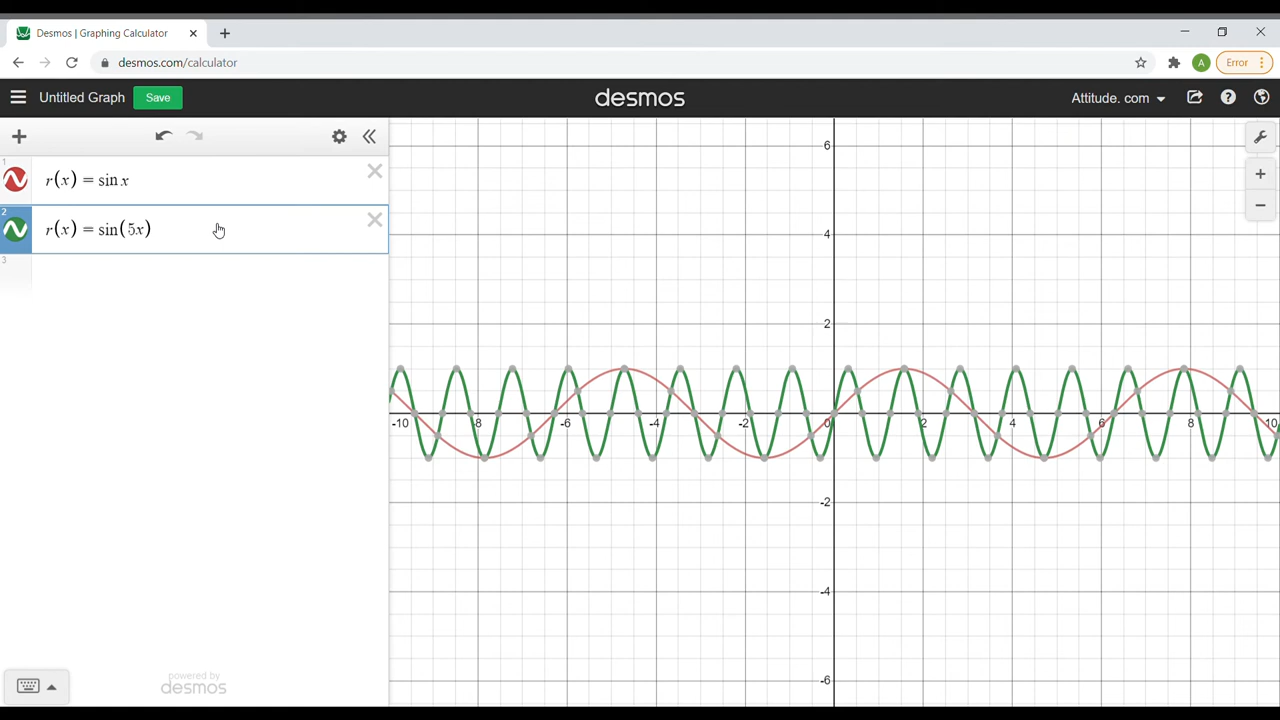 Desmos | Graphing Calculator
desmos.com/calculator
A
Error
Untitled Graph
Save
desmos
Attitude. com
1
r(x) = sin x
2
r(x) = sin(5x)
3
6
4
2
-10
-8
-6
-4
-2
0
2
4
6
8
10
-2
-4
-6
powered by
desmos